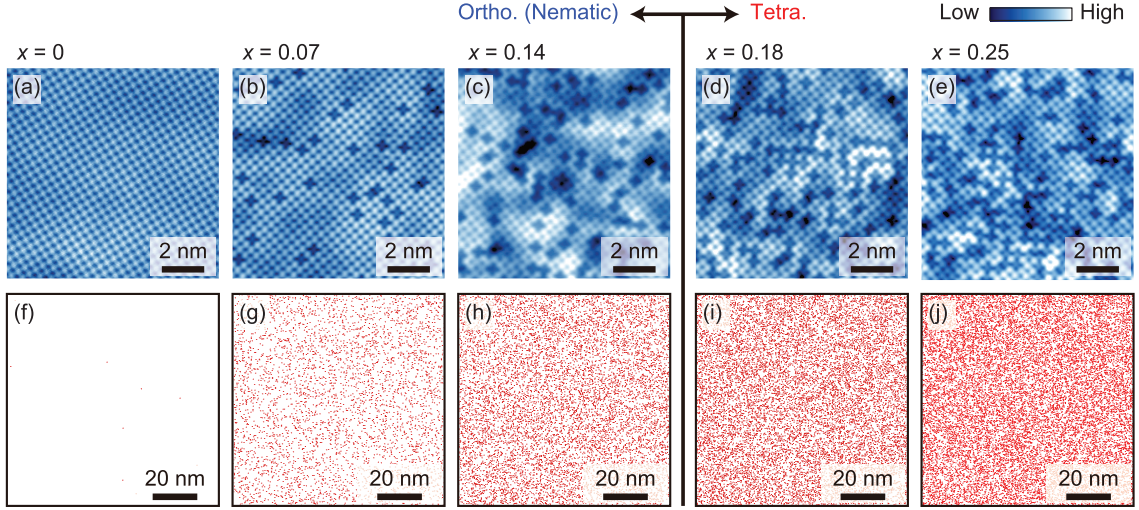 Ortho. (Nematic) Tetra. Low High
x = 0 x = 0.07 x = 0.14 x = 0.18 x = 0.25
(a) (b) (c) (d) (e)
2 nm 2 nm 2 nm 2 nm 2 nm
(f) (g) (h) (i) (j)
20 nm 20 nm 20 nm 20 nm 20 nm